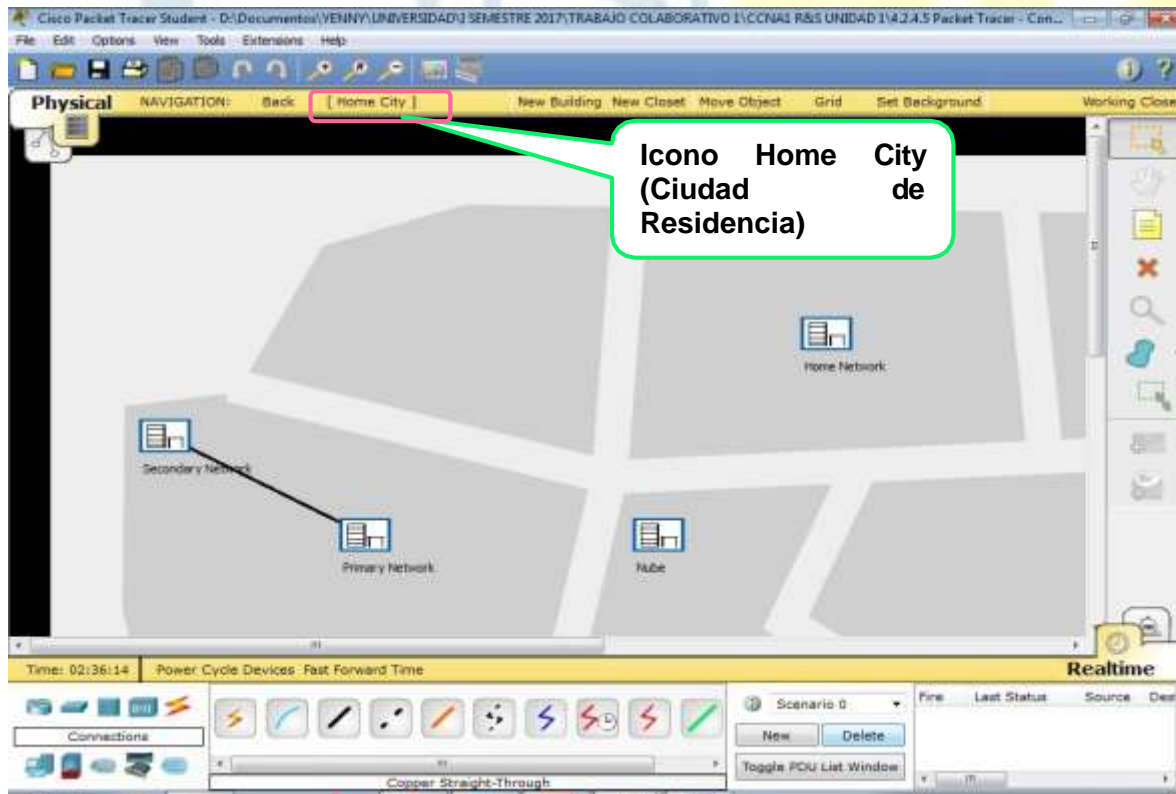 Cisco Packet Tracer Student - D:\Documentos\YENNY\UNIVERSIDAD\I SEMESTRE 2017\TRABAJO COLABORATIVO 1\CCNA1 R&S UNIDAD 1\4.2.4.5 Packet Tracer - Con...
File Edit Options View Tools Extensions Help
Physical NAVIGATION: Back [ Home City ] New Building New Closet Move Object Grid Set Background Working Close
Icono Home City
(Ciudad de
Residencia)
Home Network
Secondary Network
Primary Network
Nube
Time: 02:36:14 Power Cycle Devices Fast Forward Time
Realtime
Connections
Copper Straight-Through
Scenario 0
New Delete
Toggle PDU List Window
Fire Last Status Source Des